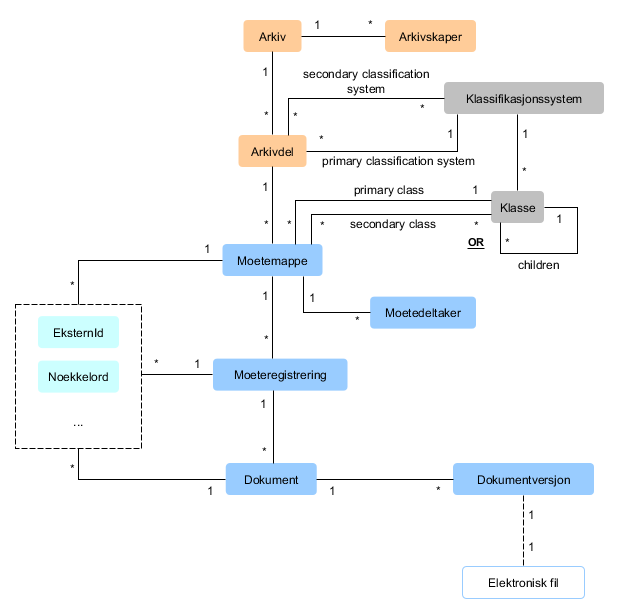 1
*
Arkiv
Arkivskaper
1
secondary classification
system
Klassifikasjonssystem
*
*
*
*
1
1
Arkivdel
primary classification system
1
*
primary class
1
Klasse
1
*
*
*
secondary class
*
*
OR
children
1
Moetemappe
*
1
1
Moetedeltaker
*
EksternId
*
*
1
Moeteregistrering
Noekkelord
1
...
*
*
Dokument
Dokumentversjon
1
1
*
1
1
Elektronisk fil